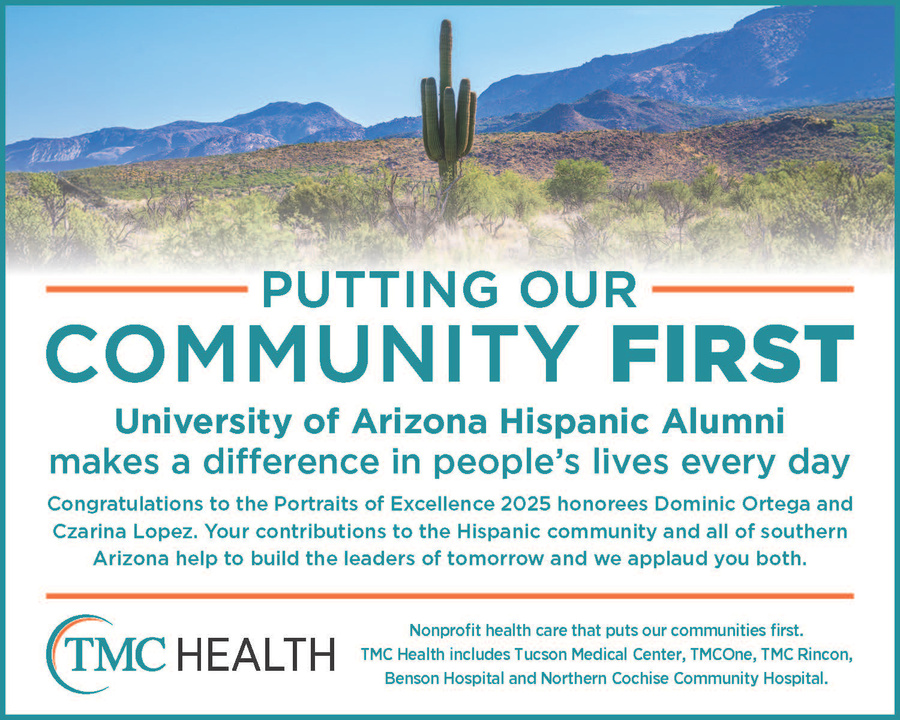 PUTTING OUR
COMMUNITY FIRST
University of Arizona Hispanic Alumni
makes a difference in people's lives every day
Congratulations to the Portraits of Excellence 2025 honorees Dominic Ortega and
Czarina Lopez. Your contributions to the Hispanic community and all of southern
Arizona help to build the leaders of tomorrow and we applaud you both.
TMC HEALTH
Nonprofit health care that puts our communities first.
TMC Health includes Tucson Medical Center, TMCOne, TMC Rincon,
Benson Hospital and Northern Cochise Community Hospital.